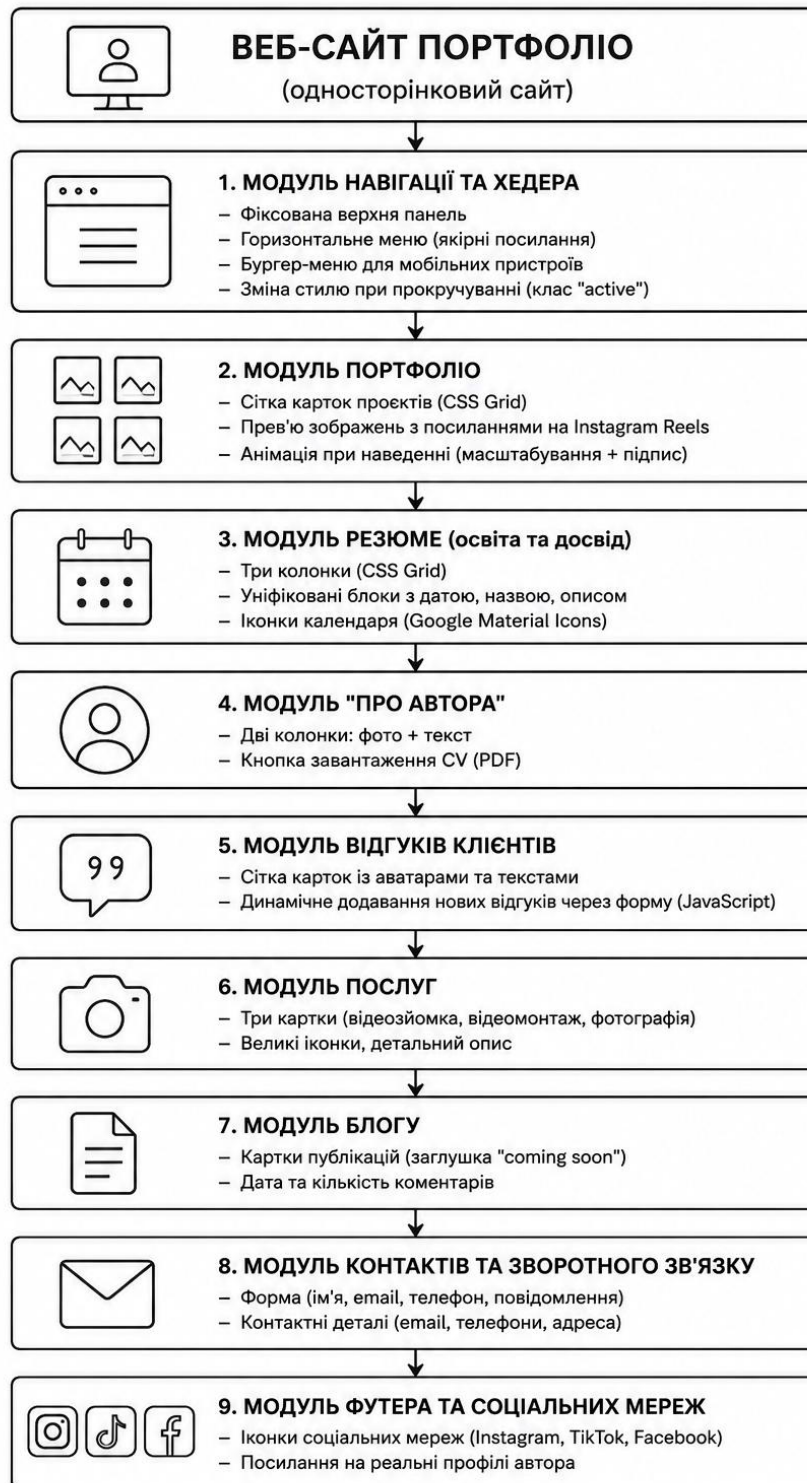 ВЕБ-САЙТ ПОРТФОЛІО
(односторінковий сайт)
1. МОДУЛЬ НАВІГАЦІЇ ТА ХЕДЕРА
– Фіксована верхня панель
– Горизонтальне меню (якірні посилання)
– Бургер-меню для мобільних пристроїв
– Зміна стилю при прокручуванні (клас "active")
2. МОДУЛЬ ПОРТФОЛІО
– Сітка карток проєктів (CSS Grid)
– Прев'ю зображень з посиланнями на Instagram Reels
– Анімація при наведенні (масштабування + підпис)
3. МОДУЛЬ РЕЗЮМЕ (освіта та досвід)
– Три колонки (CSS Grid)
– Уніфіковані блоки з датою, назвою, описом
– Іконки календаря (Google Material Icons)
4. МОДУЛЬ "ПРО АВТОРА"
– Дві колонки: фото + текст
– Кнопка завантаження CV (PDF)
99
5. МОДУЛЬ ВІДГУКІВ КЛІЄНТІВ
– Сітка карток із аватарами та текстами
– Динамічне додавання нових відгуків через форму (JavaScript)
6. МОДУЛЬ ПОСЛУГ
– Три картки (відеозйомка, відеомонтаж, фотографія)
– Великі іконки, детальний опис
7. МОДУЛЬ БЛОГУ
– Картки публікацій (заглушка "coming soon")
– Дата та кількість коментарів
8. МОДУЛЬ КОНТАКТІВ ТА ЗВОРОТНОГО ЗВ'ЯЗКУ
– Форма (ім'я, email, телефон, повідомлення)
– Контактні деталі (email, телефони, адреса)
9. МОДУЛЬ ФУТЕРА ТА СОЦІАЛЬНИХ МЕРЕЖ
– Іконки соціальних мереж (Instagram, TikTok, Facebook)
– Посилання на реальні профілі автора